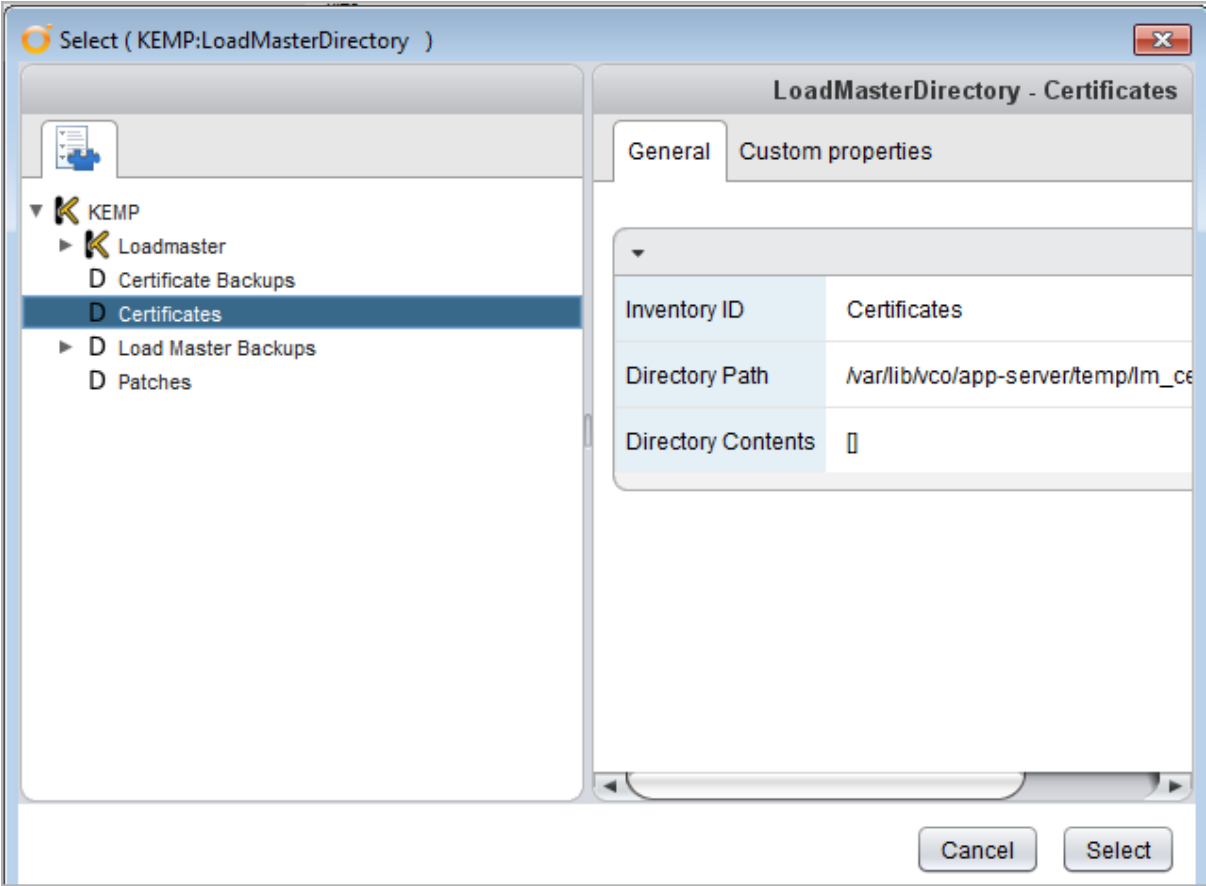 Select ( KEMP:LoadMasterDirectory )
LoadMasterDirectory - Certificates
General Custom properties
KEMP
Loadmaster
D Certificate Backups
D Certificates
D Load Master Backups
D Patches
Inventory ID Certificates
Directory Path /var/lib/vco/app-server/temp/lm_ce
Directory Contents []
Cancel Select